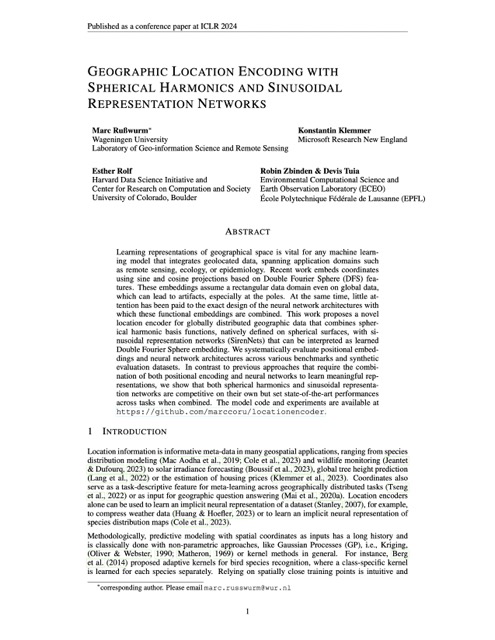 Published as a conference paper at ICLR 2024
GEOGRAPHIC LOCATION ENCODING WITH
SPHERICAL HARMONICS AND SINUSOIDAL
REPRESENTATION NETWORKS
Marc Rußwurm*
Wageningen University
Laboratory of Geo-information Science and Remote Sensing
Konstantin Klemmer
Microsoft Research New England
Esther Rolf
Harvard Data Science Initiative and
Center for Research on Computation and Society
University of Colorado, Boulder
Robin Zbinden & Devis Tuia
Environmental Computational Science and
Earth Observation Laboratory (ECEO)
École Polytechnique Fédérale de Lausanne (EPFL)
ABSTRACT
Learning representations of geographical space is vital for any machine learn-
ing model that integrates geolocated data, spanning application domains such
as remote sensing, ecology, or epidemiology. Recent work embeds coordinates
using sine and cosine projections based on Double Fourier Sphere (DFS) fea-
tures. These embeddings assume a rectangular data domain even on global data,
which can lead to artifacts, especially at the poles. At the same time, little at-
tention has been paid to the exact design of the neural network architectures with
which these functional embeddings are combined. This work proposes a novel
location encoder for globally distributed geographic data that combines spher-
ical harmonic basis functions, natively defined on spherical surfaces, with si-
nusoidal representation networks (SirenNets) that can be interpreted as learned
Double Fourier Sphere embedding. We systematically evaluate positional embed-
dings and neural network architectures across various benchmarks and synthetic
evaluation datasets. In contrast to previous approaches that require the combina-
tion of both positional encoding and neural networks to learn meaningful rep-
resentations, we show that both spherical harmonics and sinusoidal representa-
tion networks are competitive on their own but set state-of-the-art performances
across tasks when combined. The model code and experiments are available at
https://github.com/marccoru/locationencoder.
1 INTRODUCTION
Location information is informative meta-data in many geospatial applications, ranging from species
distribution modeling (Mac Aodha et al., 2019; Cole et al., 2023) and wildlife monitoring (Jeantet
& Dufourq, 2023) to solar irradiance forecasting (Boussif et al., 2023), global tree height prediction
(Lang et al., 2022) or the estimation of housing prices (Klemmer et al., 2023). Coordinates also
serve as a task-descriptive feature for meta-learning across geographically distributed tasks (Tseng
et al., 2022) or as input for geographic question answering (Mai et al., 2020a). Location encoders
alone can be used to learn an implicit neural representation of a dataset (Stanley, 2007), for example,
to compress weather data (Huang & Hoefler, 2023) or to learn an implicit neural representation of
species distribution maps (Cole et al., 2023).
Methodologically, predictive modeling with spatial coordinates as inputs has a long history and
is classically done with non-parametric approaches, like Gaussian Processes (GP), i.e., Kriging,
(Oliver & Webster, 1990; Matheron, 1969) or kernel methods in general. For instance, Berg
et al. (2014) proposed adaptive kernels for bird species recognition, where a class-specific kernel
is learned for each species separately. Relying on spatially close training points is intuitive and
*corresponding author. Please email marc.russwurm@wur.nl
1